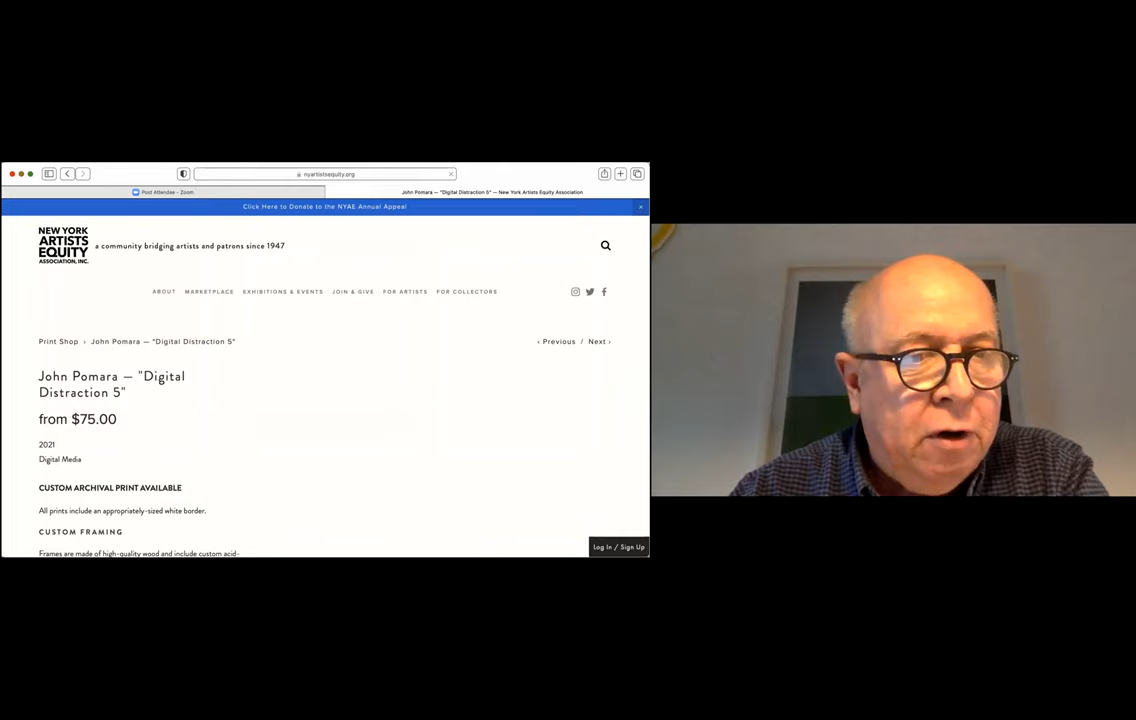 nyartistsequity.org
Post Attendee - Zoom
John Pomara — "Digital Distraction 5" — New York Artists Equity Association
Click Here to Donate to the NYAE Annual Appeal
NEW YORK
ARTISTS
EQUITY
ASSOCIATION, INC.
a community bridging artists and patrons since 1947
ABOUT MARKETPLACE EXHIBITIONS & EVENTS JOIN & GIVE FOR ARTISTS FOR COLLECTORS
Print Shop › John Pomara — "Digital Distraction 5"
‹ Previous / Next ›
John Pomara — "Digital
Distraction 5"
from $75.00
2021
Digital Media
CUSTOM ARCHIVAL PRINT AVAILABLE
All prints include an appropriately-sized white border.
CUSTOM FRAMING
Frames are made of high-quality wood and include custom acid-
Log In / Sign Up